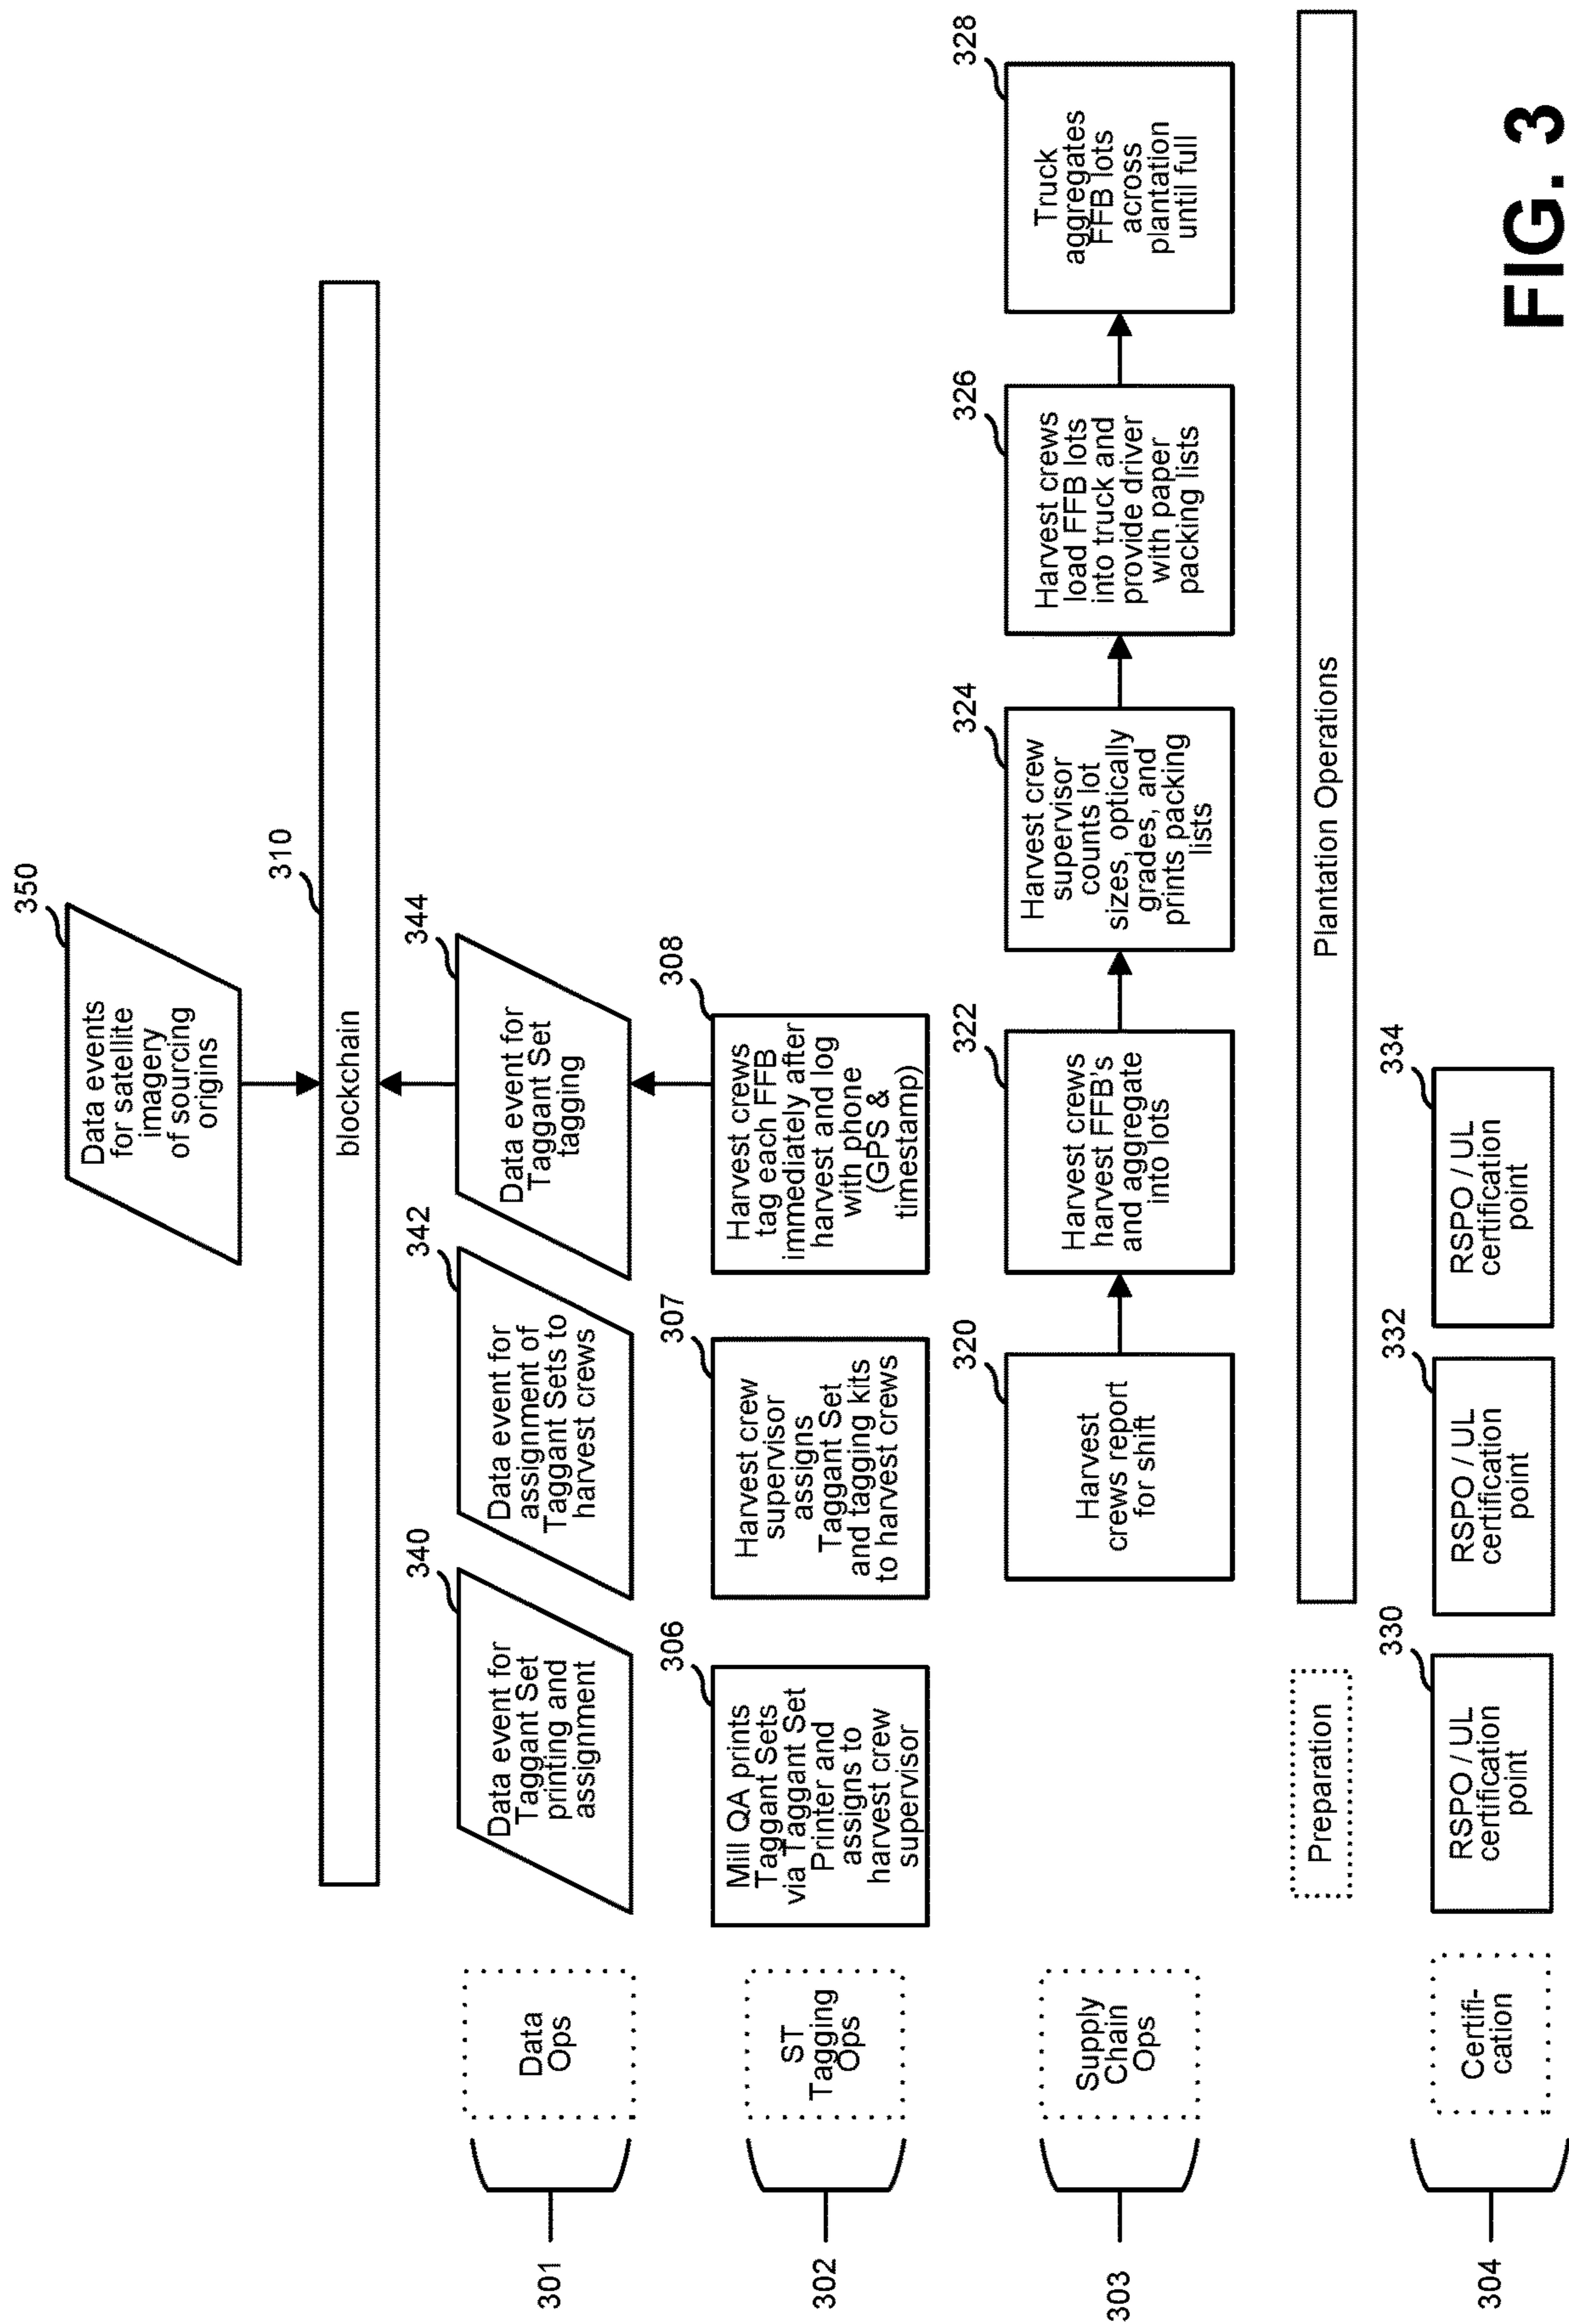 350
Data events
for satellite
imagery
of sourcing
origins
310
blockchain
301
Data
Ops
340
Data event for
Taggant Set
printing and
assignment
342
Data event for
assignment of
Taggant Sets to
harvest crews
344
Data event for
Taggant Set
tagging
302
ST
Tagging
Ops
306
Mill QA prints
Taggant Sets
via Taggant Set
Printer and
assigns to
harvest crew
supervisor
307
Harvest crew
supervisor
assigns
Taggant Set
and tagging kits
to harvest crews
308
Harvest crews
tag each FFB
immediately after
harvest and log
with phone
(GPS &
timestamp)
303
Supply
Chain
Ops
320
Harvest
crews report
for shift
322
Harvest crews
harvest FFB's
and aggregate
into lots
324
Harvest crew
supervisor
counts lot
sizes, optically
grades, and
prints packing
lists
326
Harvest crews
load FFB lots
into truck and
provide driver
with paper
packing lists
328
Truck
aggregates
FFB lots
across
plantation
until full
Preparation
Plantation Operations
304
Certifi-
cation
330
RSPO / UL
certification
point
332
RSPO / UL
certification
point
334
RSPO / UL
certification
point
FIG. 3